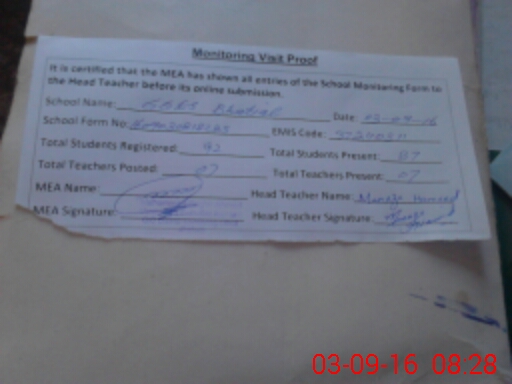 Monitoring Visit Proof
It is certified that the MEA has shown all entries of the School Monitoring Form to
the Head Teacher before its online submission.
School Name: Date:
School Form No: EMIS Code:
Total Students Registered: 92 Total Students Present: 87
Total Teachers Posted: 07 Total Teachers Present: 07
MEA Name: Head Teacher Name:
MEA Signature: Head Teacher Signature:
03-09-16 08:28